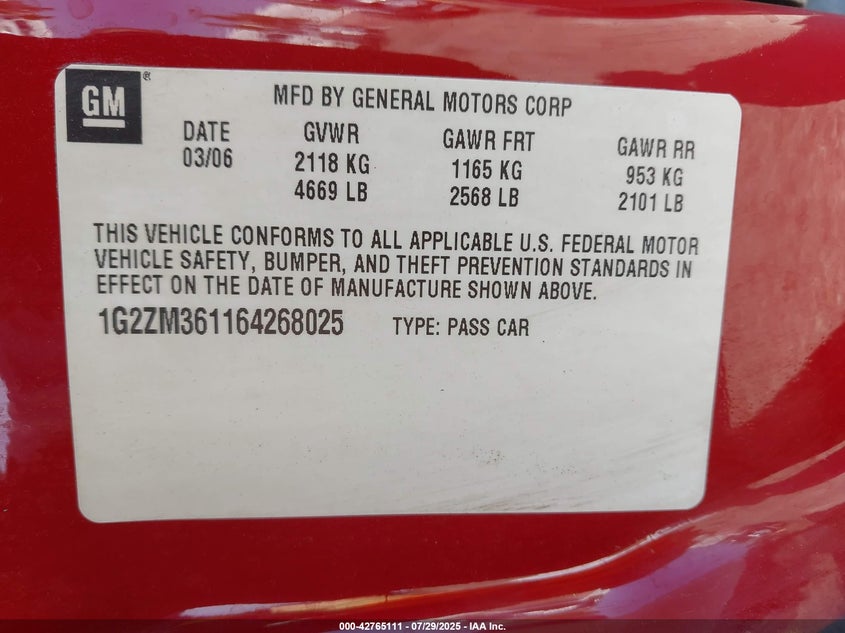 GM
MFD BY GENERAL MOTORS CORP
DATE GVWR GAWR FRT GAWR RR
03/06 2118 KG 1165 KG 953 KG
4669 LB 2568 LB 2101 LB
THIS VEHICLE CONFORMS TO ALL APPLICABLE U.S. FEDERAL MOTOR
VEHICLE SAFETY, BUMPER, AND THEFT PREVENTION STANDARDS IN
EFFECT ON THE DATE OF MANUFACTURE SHOWN ABOVE.
1G2ZM361164268025 TYPE: PASS CAR
000-42765111 - 07/29/2025 - IAA Inc.